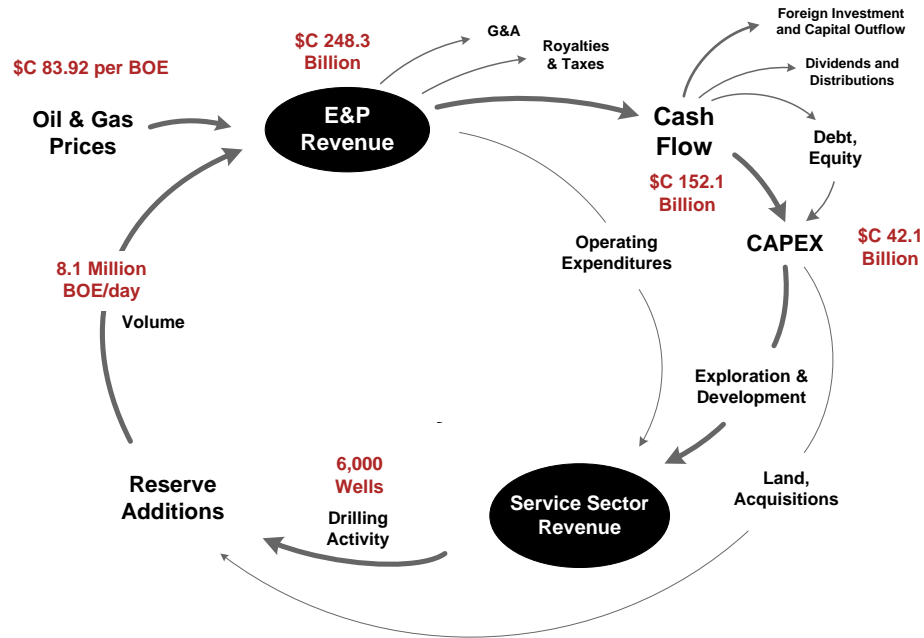 Foreign Investment
and Capital Outflow
G&A
$C 248.3
Billion
Royalties
& Taxes
$C 83.92 per BOE
Dividends and
Distributions
Oil & Gas
Prices
E&P
Revenue
Cash
Flow
Debt,
Equity
$C 152.1
Billion
Operating
Expenditures
CAPEX
$C 42.1
Billion
8.1 Million
BOE/day
Volume
Exploration &
Development
6,000
Wells
Reserve
Additions
Drilling
Activity
Service Sector
Revenue
Land,
Acquisitions